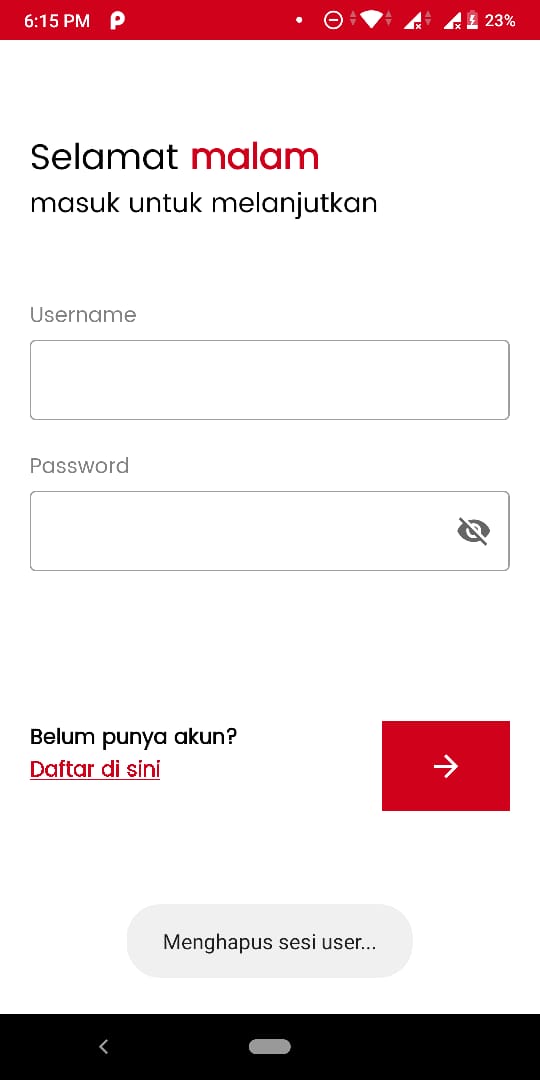 6:15 PM
23%
Selamat malam
masuk untuk melanjutkan
Username
Password
Belum punya akun?
Daftar di sini
Menghapus sesi user...